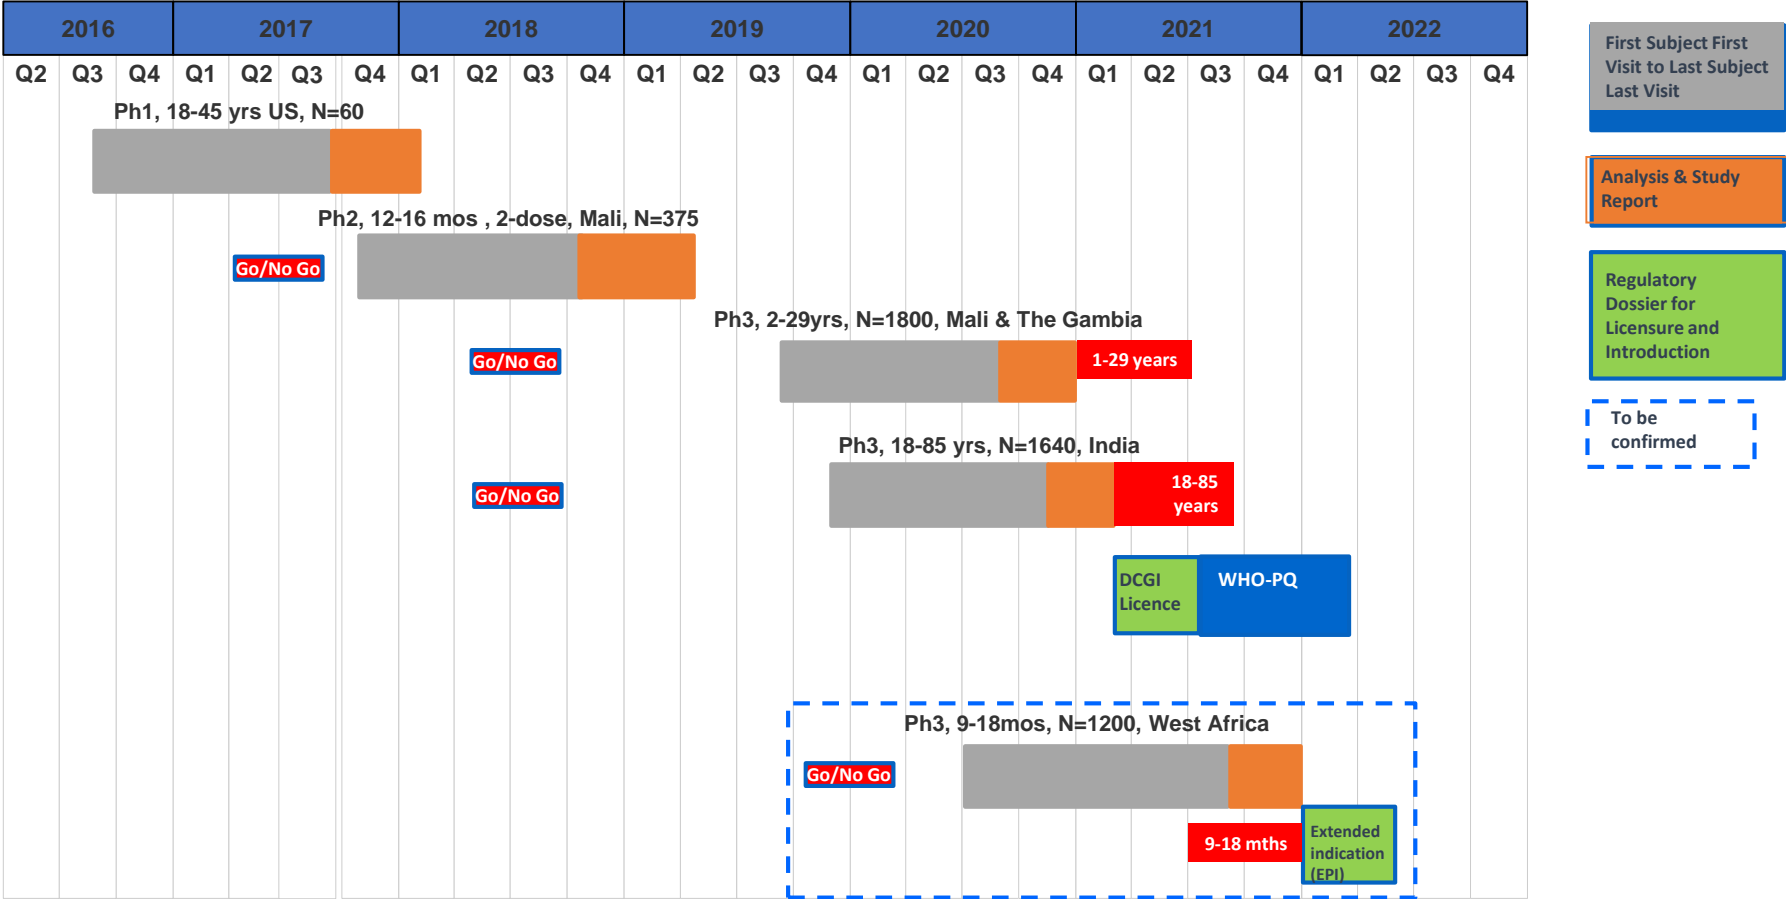 2016 2017 2018 2019 2020 2021 2022
Q2 Q3 Q4 Q1 Q2 Q3 Q4 Q1 Q2 Q3 Q4 Q1 Q2 Q3 Q4 Q1 Q2 Q3 Q4 Q1 Q2 Q3 Q4 Q1 Q2 Q3 Q4
Ph1, 18-45 yrs US, N=60
Ph2, 12-16 mos , 2-dose, Mali, N=375
Go/No Go
Ph3, 2-29yrs, N=1800, Mali & The Gambia
Go/No Go
1-29 years
Ph3, 18-85 yrs, N=1640, India
Go/No Go
18-85
years
DCGI
Licence
WHO-PQ
Ph3, 9-18mos, N=1200, West Africa
Go/No Go
9-18 mths
Extended
indication
(EPI)
First Subject First
Visit to Last Subject
Last Visit
Analysis & Study
Report
Regulatory
Dossier for
Licensure and
Introduction
To be
confirmed